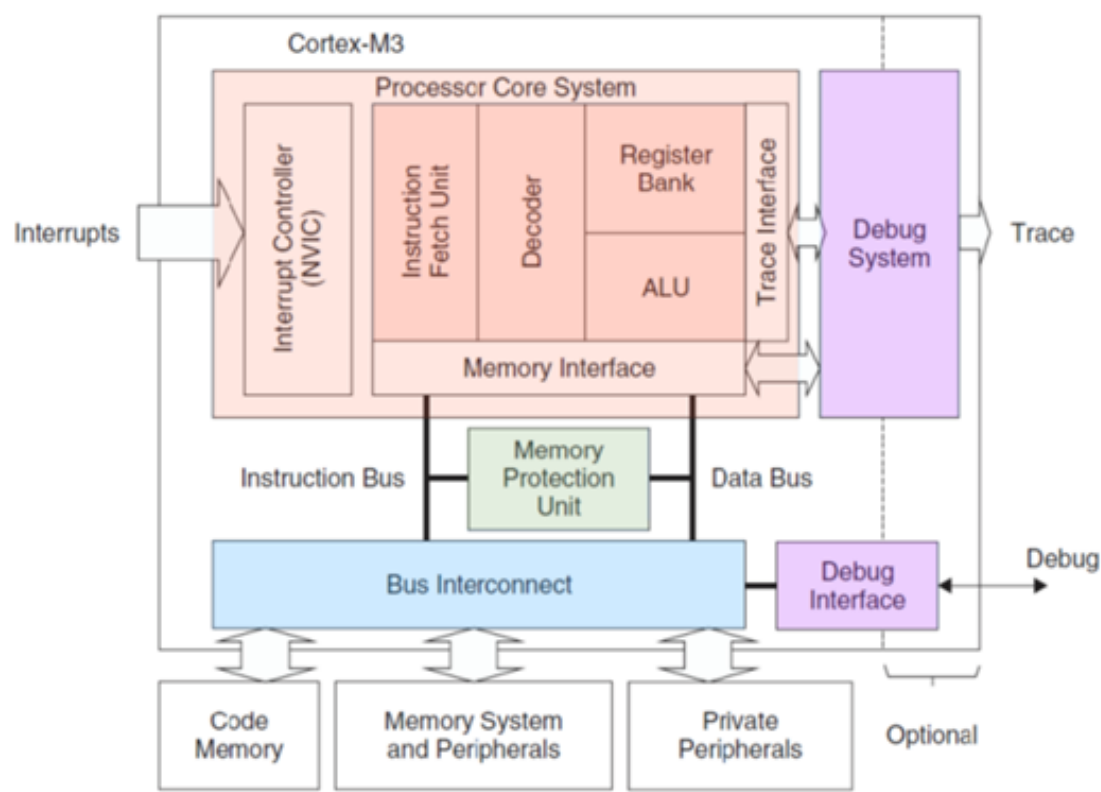 Cortex-M3
Processor Core System
Interrupts
Interrupt Controller
(NVIC)
Instruction
Fetch Unit
Decoder
Register
Bank
ALU
Trace Interface
Memory Interface
Debug
System
Trace
Instruction Bus
Memory
Protection
Unit
Data Bus
Bus Interconnect
Debug
Interface
Debug
Code
Memory
Memory System
and Peripherals
Private
Peripherals
Optional